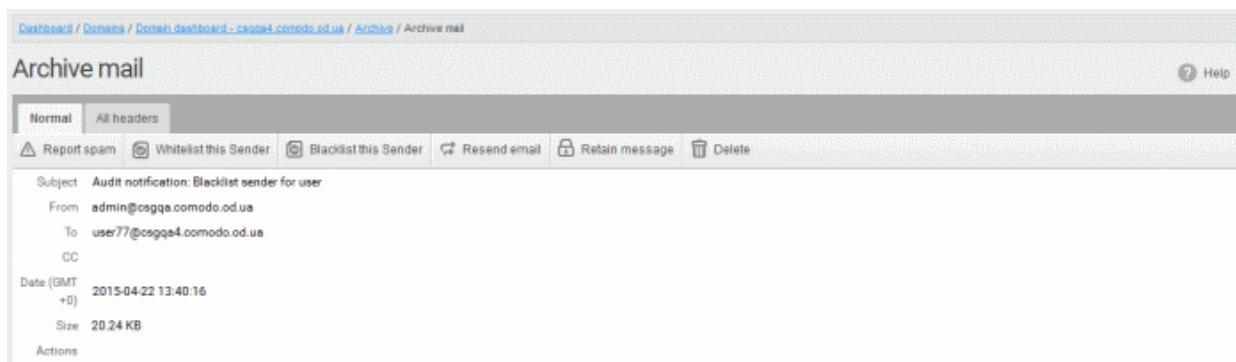 Dashboard / Domains / Domain dashboard - csgqa4.comodo.od.ua / Archive / Archive mail
Archive mail
Help
Normal All headers
Report spam Whitelist this Sender Blacklist this Sender Resend email Retain message Delete
Subject Audit notification: Blacklist sender for user
From admin@csgqa.comodo.od.ua
To user77@csgqa4.comodo.od.ua
CC
Date (GMT
+0) 2015-04-22 13:40:16
Size 20.24 KB
Actions